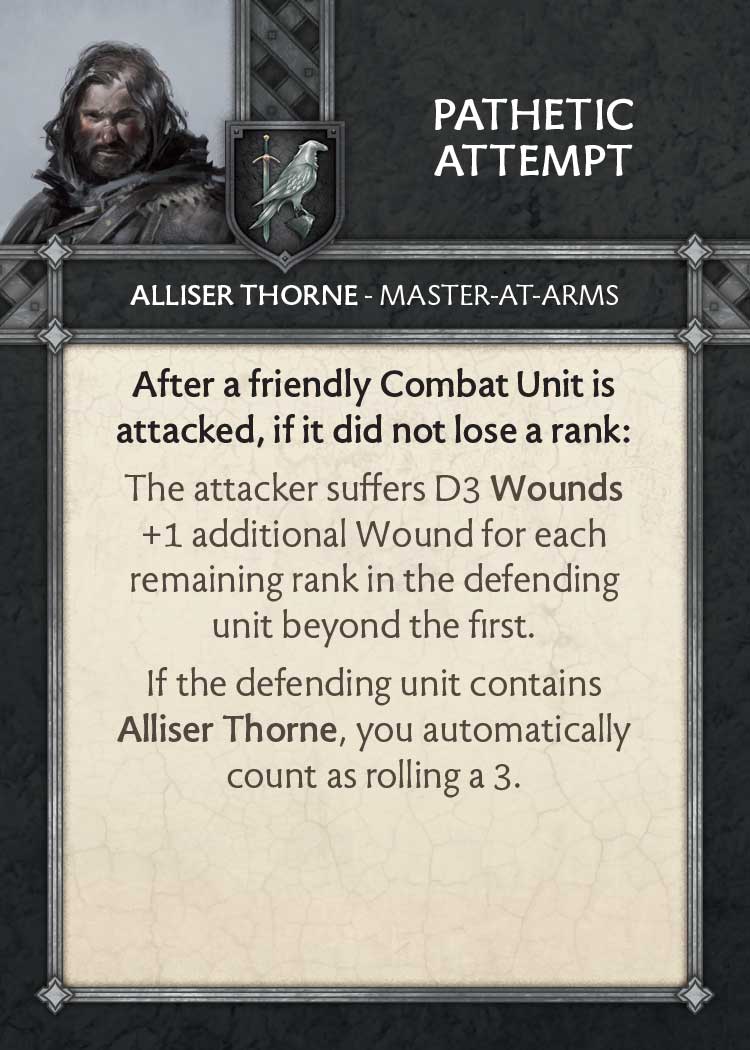 PATHETIC
ATTEMPT
ALLISER THORNE - MASTER-AT-ARMS
After a friendly Combat Unit is
attacked, if it did not lose a rank:
The attacker suffers D3 Wounds
+1 additional Wound for each
remaining rank in the defending
unit beyond the first.
If the defending unit contains
Alliser Thorne, you automatically
count as rolling a 3.